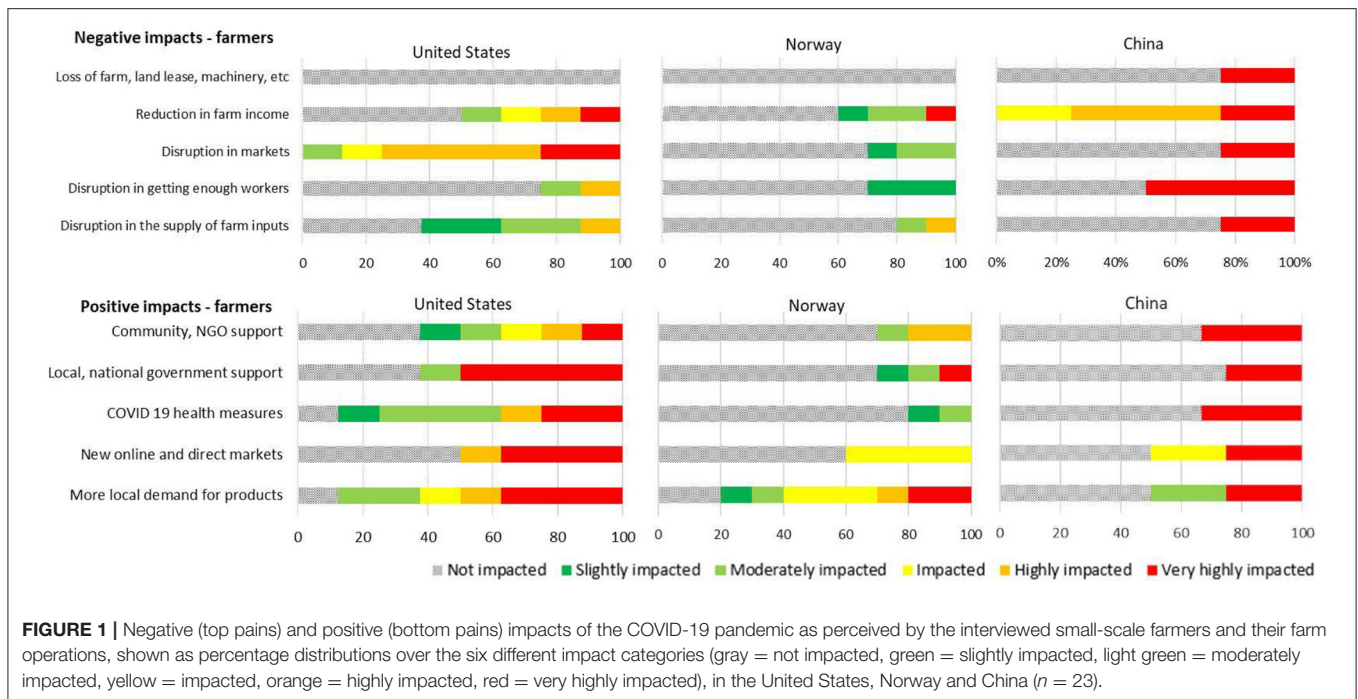 Negative impacts - farmers
United States
Norway
China
Loss of farm, land lease, machinery, etc
Reduction in farm income
Disruption in markets
Disruption in getting enough workers
Disruption in the supply of farm inputs
0 20 40 60 80 100
0 20 40 60 80 100
0% 20% 40% 60% 80% 100%
Positive impacts - farmers
United States
Norway
China
Community, NGO support
Local, national government support
COVID 19 health measures
New online and direct markets
More local demand for products
0 20 40 60 80 100
0 20 40 60 80 100
0 20 40 60 80 100
Not impacted Slightly impacted Moderately impacted Impacted Highly impacted Very highly impacted
FIGURE 1 | Negative (top pains) and positive (bottom pains) impacts of the COVID-19 pandemic as perceived by the interviewed small-scale farmers and their farm
operations, shown as percentage distributions over the six different impact categories (gray = not impacted, green = slightly impacted, light green = moderately
impacted, yellow = impacted, orange = highly impacted, red = very highly impacted), in the United States, Norway and China (n = 23).